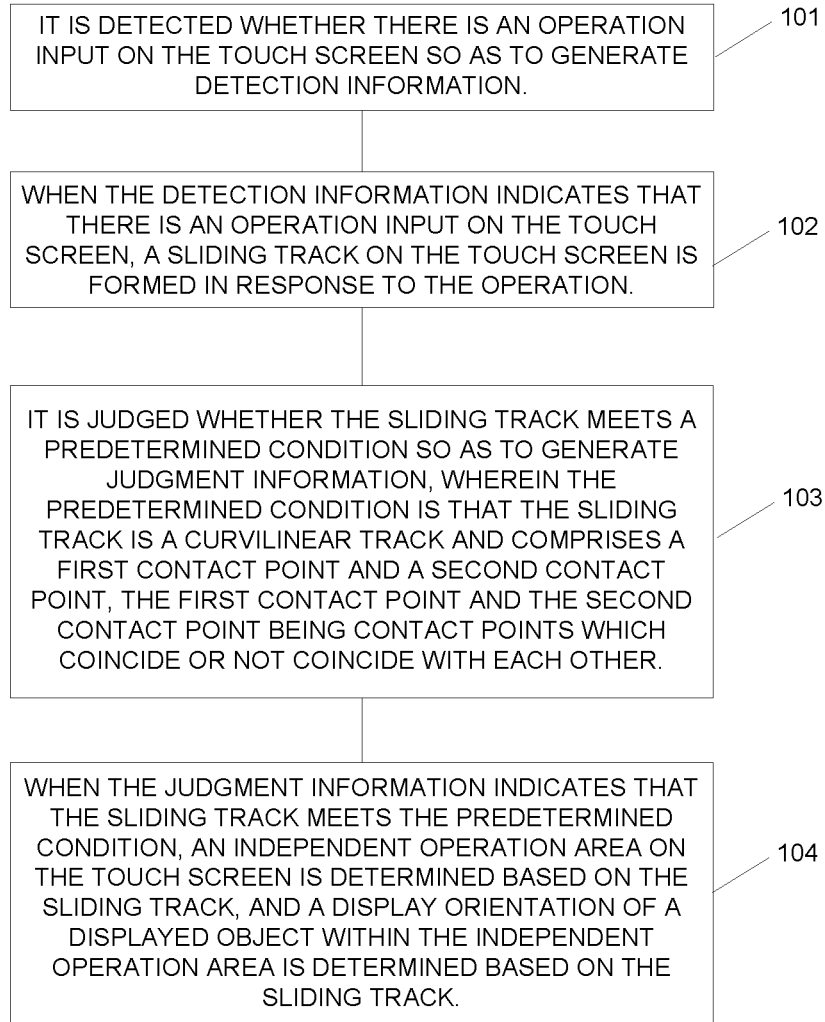 IT IS DETECTED WHETHER THERE IS AN OPERATION
INPUT ON THE TOUCH SCREEN SO AS TO GENERATE
DETECTION INFORMATION.
101
WHEN THE DETECTION INFORMATION INDICATES THAT
THERE IS AN OPERATION INPUT ON THE TOUCH
SCREEN, A SLIDING TRACK ON THE TOUCH SCREEN IS
FORMED IN RESPONSE TO THE OPERATION.
102
IT IS JUDGED WHETHER THE SLIDING TRACK MEETS A
PREDETERMINED CONDITION SO AS TO GENERATE
JUDGMENT INFORMATION, WHEREIN THE
PREDETERMINED CONDITION IS THAT THE SLIDING
TRACK IS A CURVILINEAR TRACK AND COMPRISES A
FIRST CONTACT POINT AND A SECOND CONTACT
POINT, THE FIRST CONTACT POINT AND THE SECOND
CONTACT POINT BEING CONTACT POINTS WHICH
COINCIDE OR NOT COINCIDE WITH EACH OTHER.
103
WHEN THE JUDGMENT INFORMATION INDICATES THAT
THE SLIDING TRACK MEETS THE PREDETERMINED
CONDITION, AN INDEPENDENT OPERATION AREA ON
THE TOUCH SCREEN IS DETERMINED BASED ON THE
SLIDING TRACK, AND A DISPLAY ORIENTATION OF A
DISPLAYED OBJECT WITHIN THE INDEPENDENT
OPERATION AREA IS DETERMINED BASED ON THE
SLIDING TRACK.
104